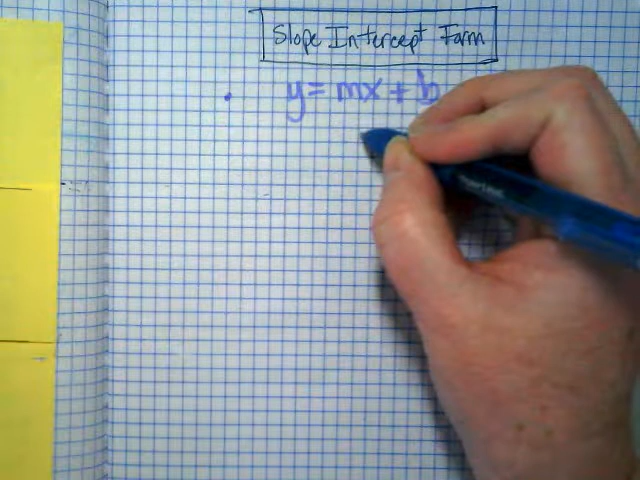 Slope Intercept Form
y = mx + b